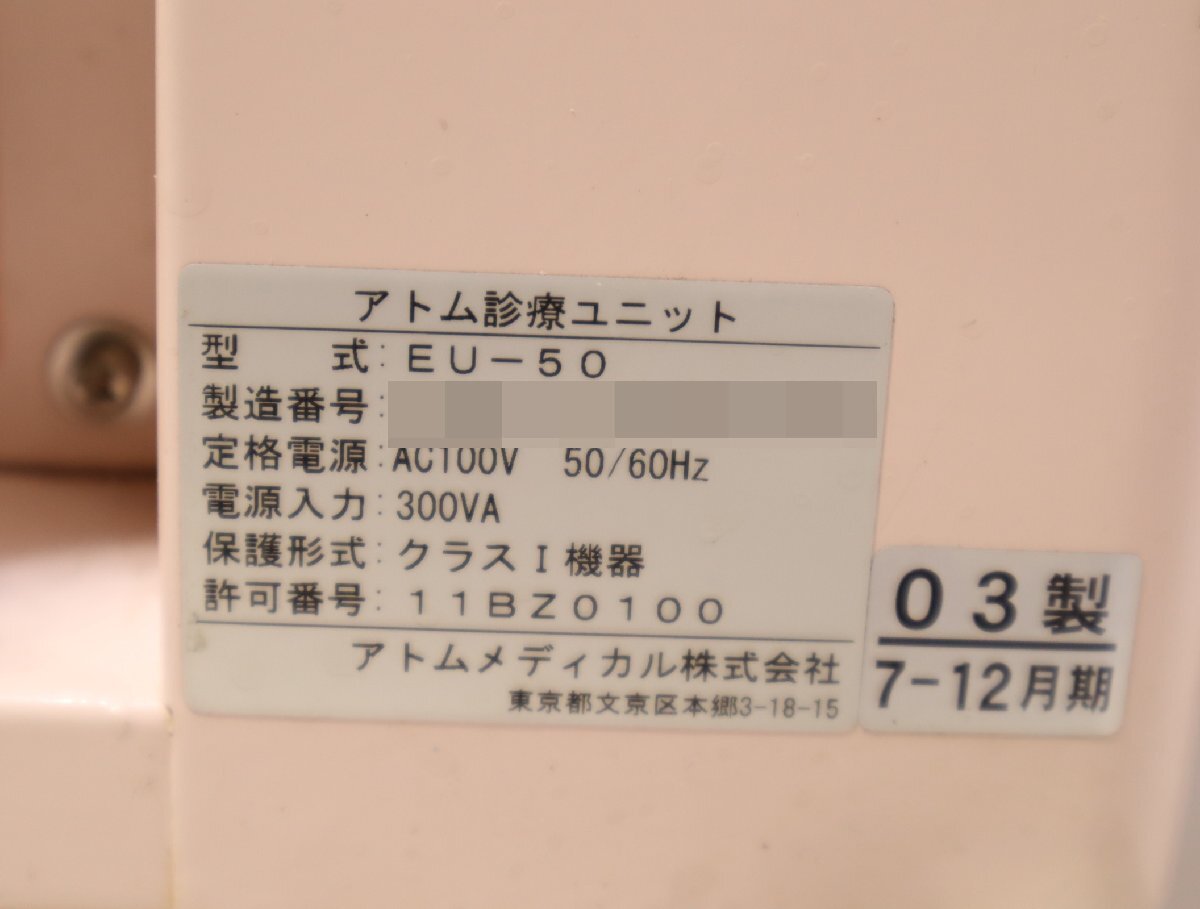 アトム診療ユニット
型 式:EU-50
製造番号:
定格電源:AC100V 50/60Hz
電源入力:300VA
保護形式:クラスI機器
許可番号:11BZ0100
アトムメディカル株式会社
東京都文京区本郷3-18-15
03製
7-12月期